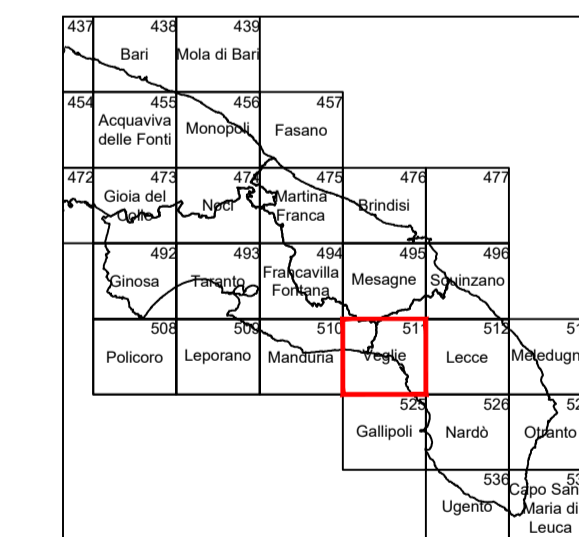 437 438 439
Bari Mola di Bari
454 455 456 457
Acquaviva
delle Fonti Monopoli Fasano
472 473 474 475 476 477
Gioia del
Colle Noci Martina
Franca Brindisi
492 493 494 495 496
Ginosa Taranto Francavilla
Fontana Mesagne Squinzano
508 509 510 511 512
Policoro Leporano Manduria Veglie Lecce
525 526
Gallipoli Nardò Otranto
536
Ugento Capo San
Maria di
Leuca